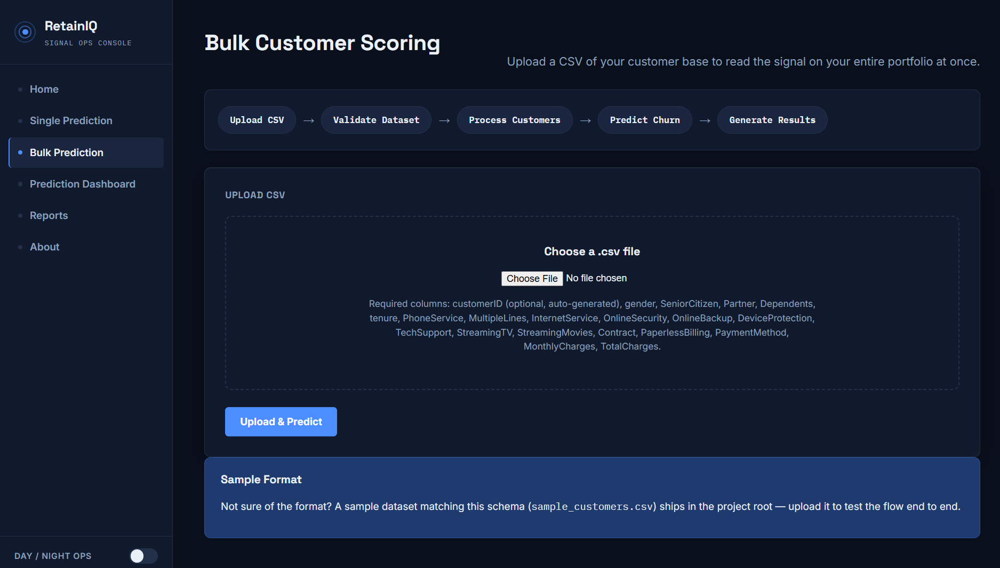 RetainIQ
SIGNAL OPS CONSOLE
Home
Single Prediction
Bulk Prediction
Prediction Dashboard
Reports
About
DAY / NIGHT OPS
Bulk Customer Scoring
Upload a CSV of your customer base to read the signal on your entire portfolio at once.
Upload CSV → Validate Dataset → Process Customers → Predict Churn → Generate Results
UPLOAD CSV
Choose a .csv file
Choose File No file chosen
Required columns: customerID (optional, auto-generated), gender, SeniorCitizen, Partner, Dependents,
tenure, PhoneService, MultipleLines, InternetService, OnlineSecurity, OnlineBackup, DeviceProtection,
TechSupport, StreamingTV, StreamingMovies, Contract, PaperlessBilling, PaymentMethod,
MonthlyCharges, TotalCharges.
Upload & Predict
Sample Format
Not sure of the format? A sample dataset matching this schema (sample_customers.csv) ships in the project root — upload it to test the flow end to end.